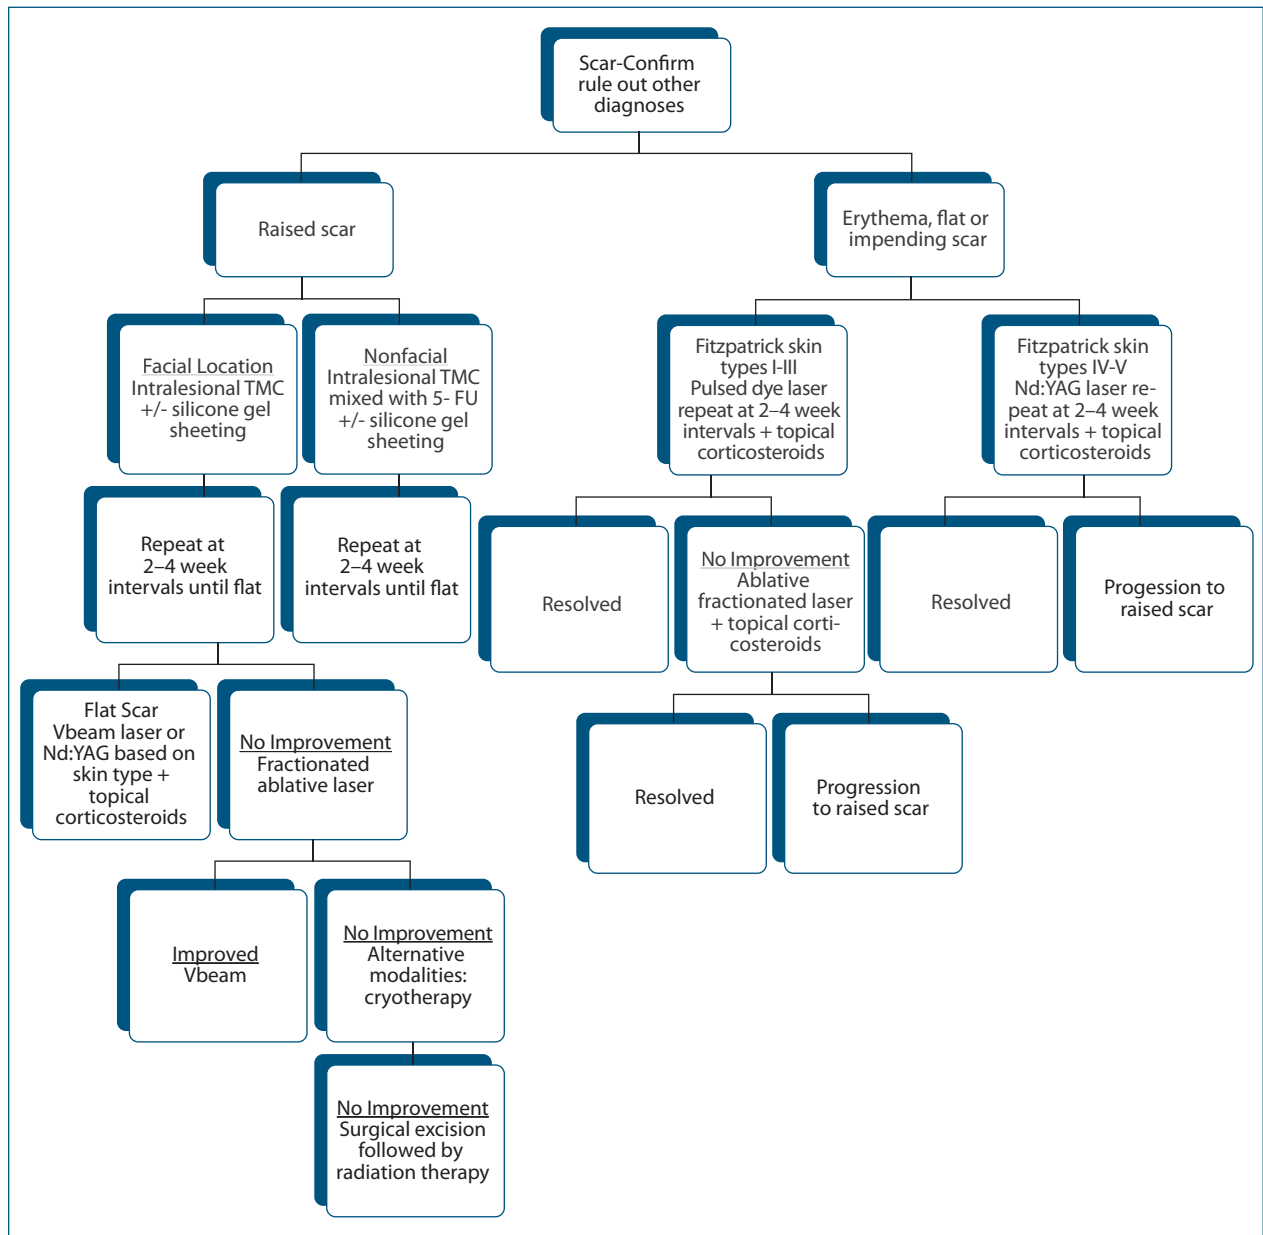 Scar-Confirm
rule out other
diagnoses
Raised scar
Erythema, flat or
impending scar
Facial Location
Intralesional TMC
+/- silicone gel
sheeting
Nonfacial
Intralesional TMC
mixed with 5- FU
+/- silicone gel
sheeting
Fitzpatrick skin
types I-III
Pulsed dye laser
repeat at 2–4 week
intervals + topical
corticosteroids
Fitzpatrick skin
types IV-V
Nd:YAG laser re-
peat at 2–4 week
intervals + topical
corticosteroids
Repeat at
2–4 week
intervals until flat
Repeat at
2–4 week
intervals until flat
Resolved
No Improvement
Ablative
fractionated laser
+ topical corti-
costeroids
Resolved
Progession to
raised scar
Flat Scar
Vbeam laser or
Nd:YAG based on
skin type +
topical
corticosteroids
No Improvement
Fractionated
ablative laser
Resolved
Progression
to raised scar
Improved
Vbeam
No Improvement
Alternative
modalities:
cryotherapy
No Improvement
Surgical excision
followed by
radiation therapy